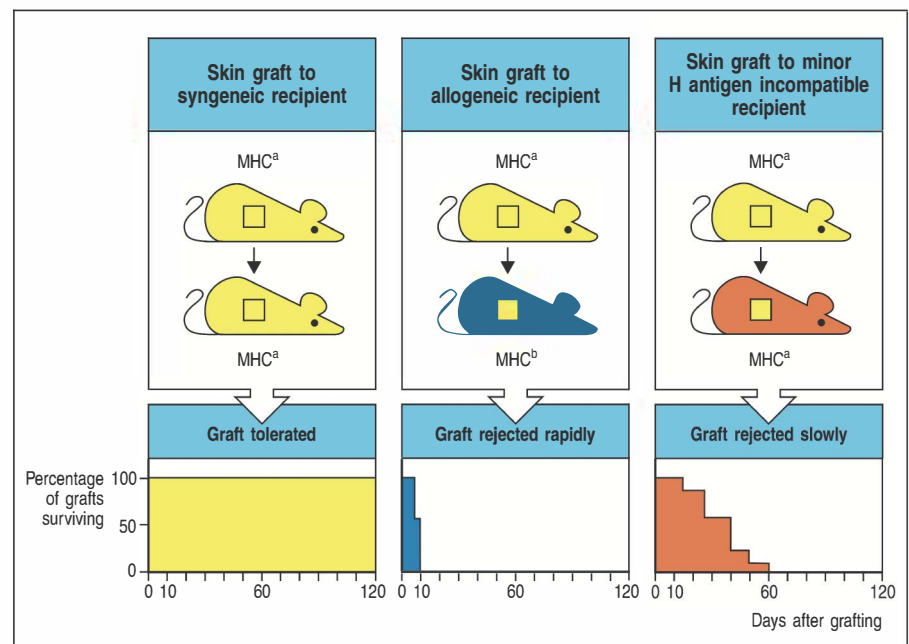 Skin graft to
syngeneic recipient
MHCa
MHCa
Graft tolerated
Skin graft to
allogeneic recipient
MHCa
MHCb
Graft rejected rapidly
Skin graft to minor
H antigen incompatible
recipient
MHCa
MHCa
Graft rejected slowly
Percentage
of grafts
surviving
100
50
0
0 10 60 120
0 10 60 120
0 10 60 120
Days after grafting